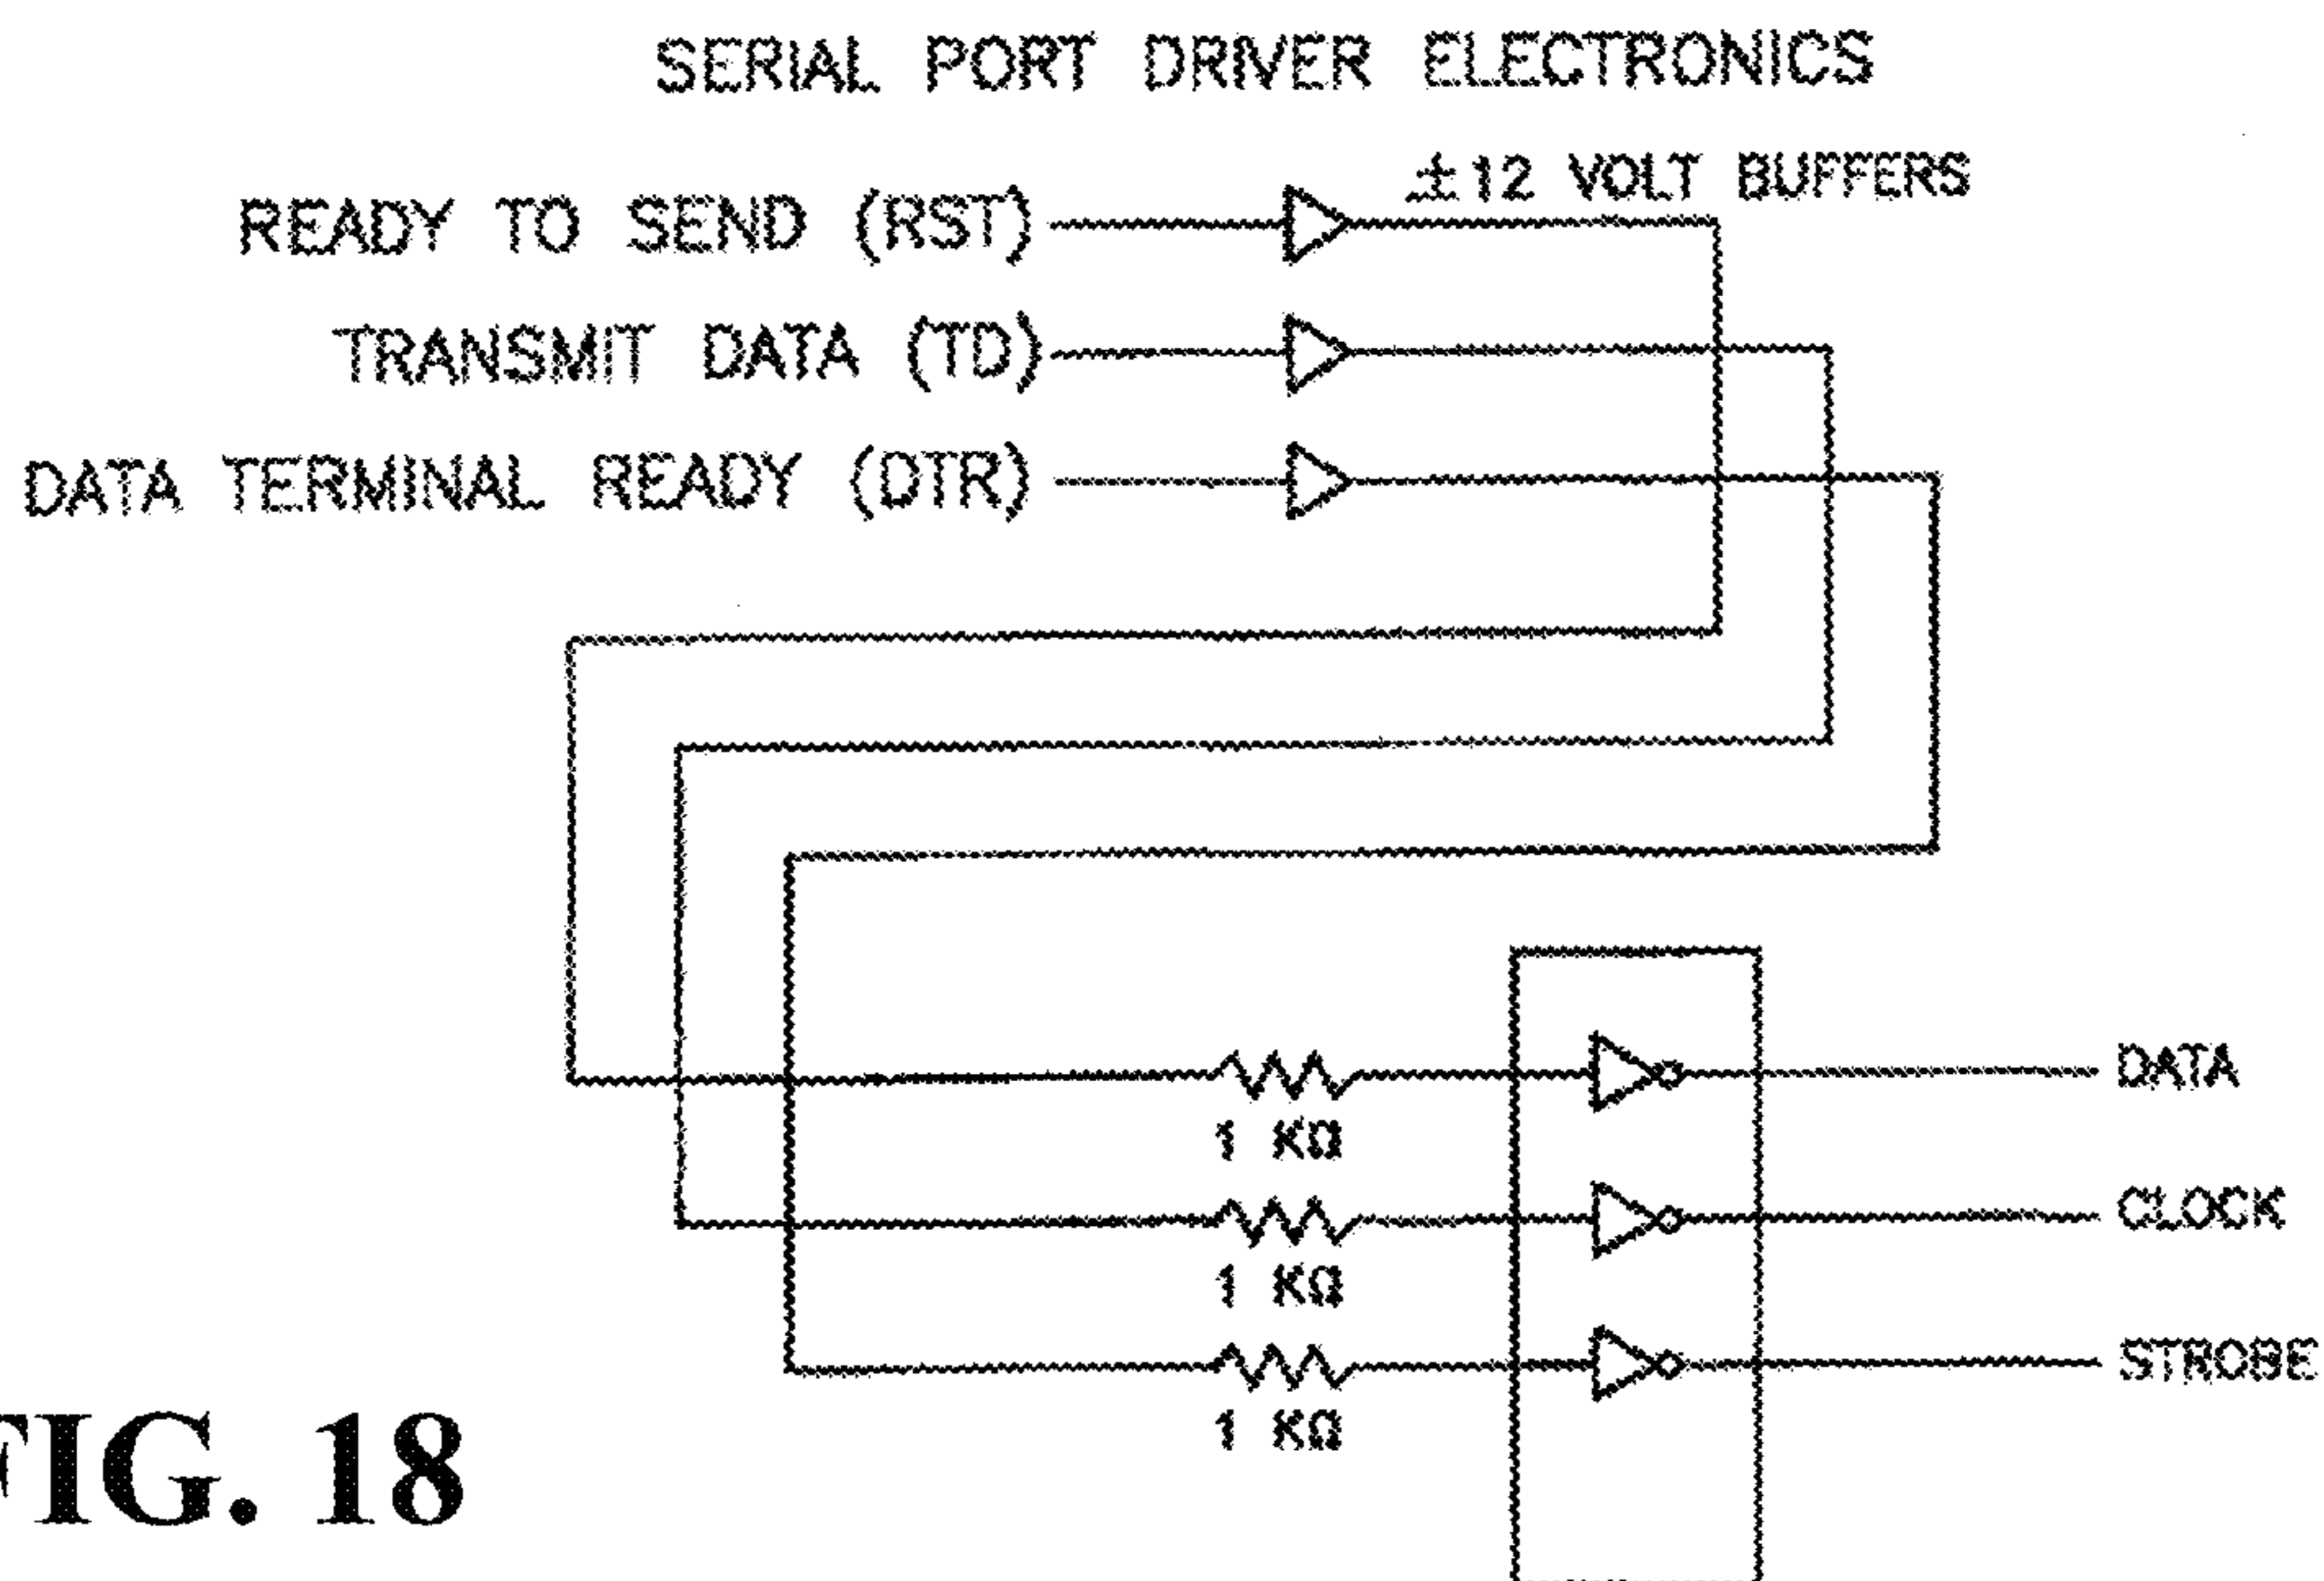 SERIAL PORT DRIVER ELECTRONICS
±12 VOLT BUFFERS
READY TO SEND (RST)
TRANSMIT DATA (TD)
DATA TERMINAL READY (DTR)
DATA
1 KΩ
CLOCK
1 KΩ
STROBE
1 KΩ
FIG. 18